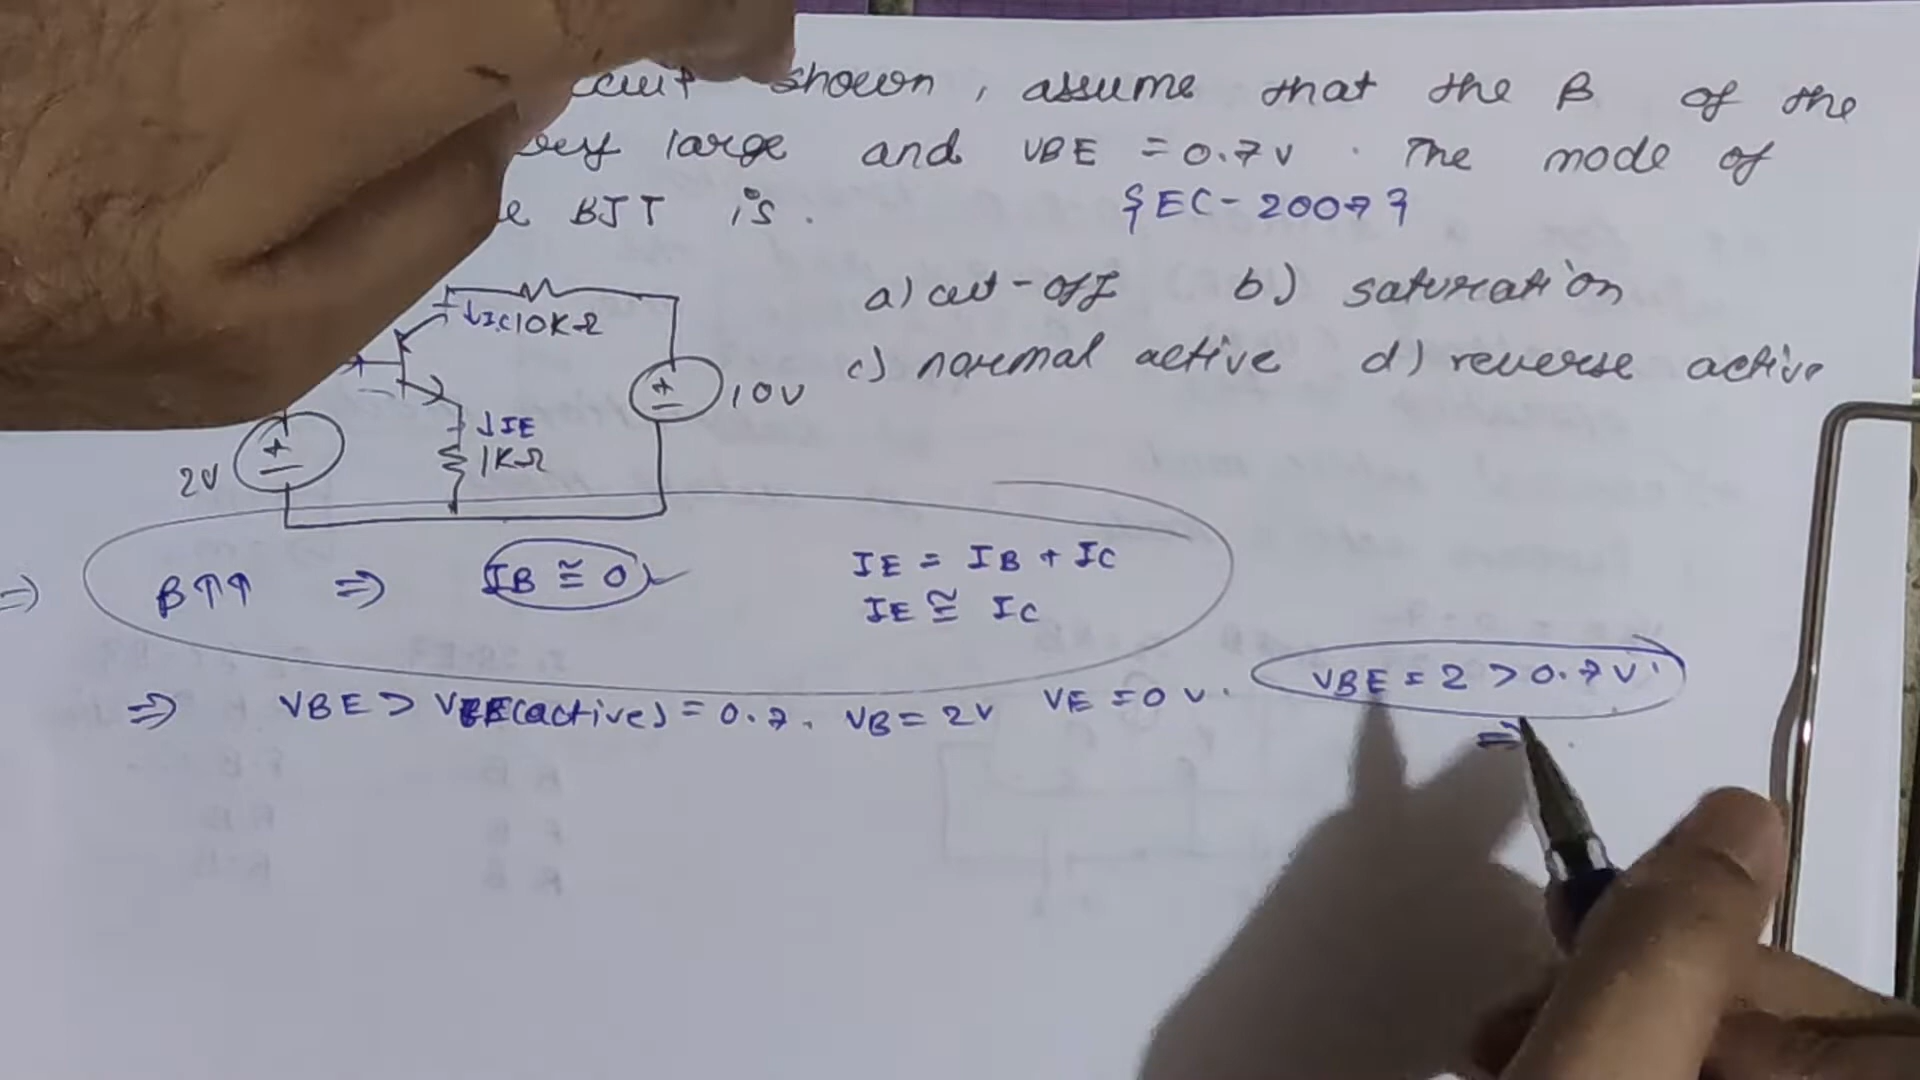 shown, assume that the β of the
large and VBE = 0.7V. The mode of
BJT is. {EC-2007}
a) cut-off b.) saturation
c) normal active d) reverse active
↓IC 10KΩ
+ 10V
↓IE
1KΩ
2V +
⇒ β↑↑ ⇒ IB ≅ 0 ✓ IE = IB + IC
IE ≅ IC
⇒ VBE > VBE(active) = 0.7. VB = 2V VE = 0V. VBE = 2 > 0.7V
⇒